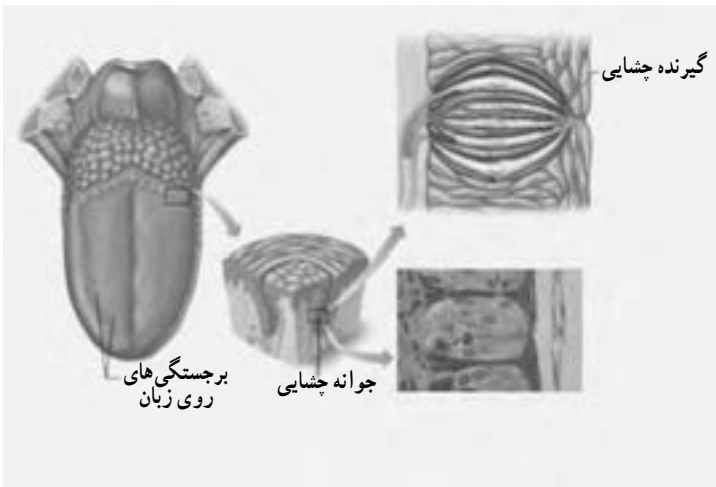 گیرنده چشایی
جوانه چشایی
برجستگی‌های
روی زبان